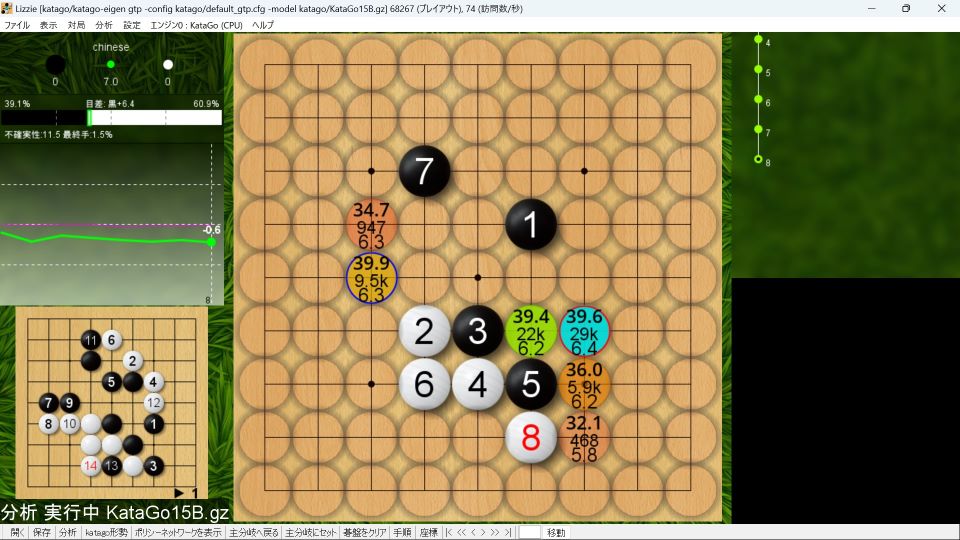 Lizzie [katago/katago-eigen gtp -config katago/default_gtp.cfg -model katago/KataGo15B.gz] 68267 (プレイアウト), 74 (訪問数/秒)
ファイル 表示 対局 分析 設定 エンジン0 : KataGo (CPU) ヘルプ
chinese
0 7.0 0
39.1% 目差: 黒+6.4 60.9%
不確実性:11.5 最終手:1.5%
-0.6
8
11 6
2
5 4
7 9 12
8 10 1
14 13 3
▶ 1
分析 実行中 KataGo15B.gz
7
34.7
947
6.3
1
39.9
9.5k
6.3
2 3
39.4
22k
6.2
39.6
29k
6.4
6 4 5
36.0
5.9k
6.2
8
32.1
468
5.8
4
5
6
7
8
開く 保存 分析 katago形勢 ポリシーネットワークを表示 主分岐へ戻る 主分岐にセット 碁盤をクリア 手順 座標 |< << < > >> >| 移動